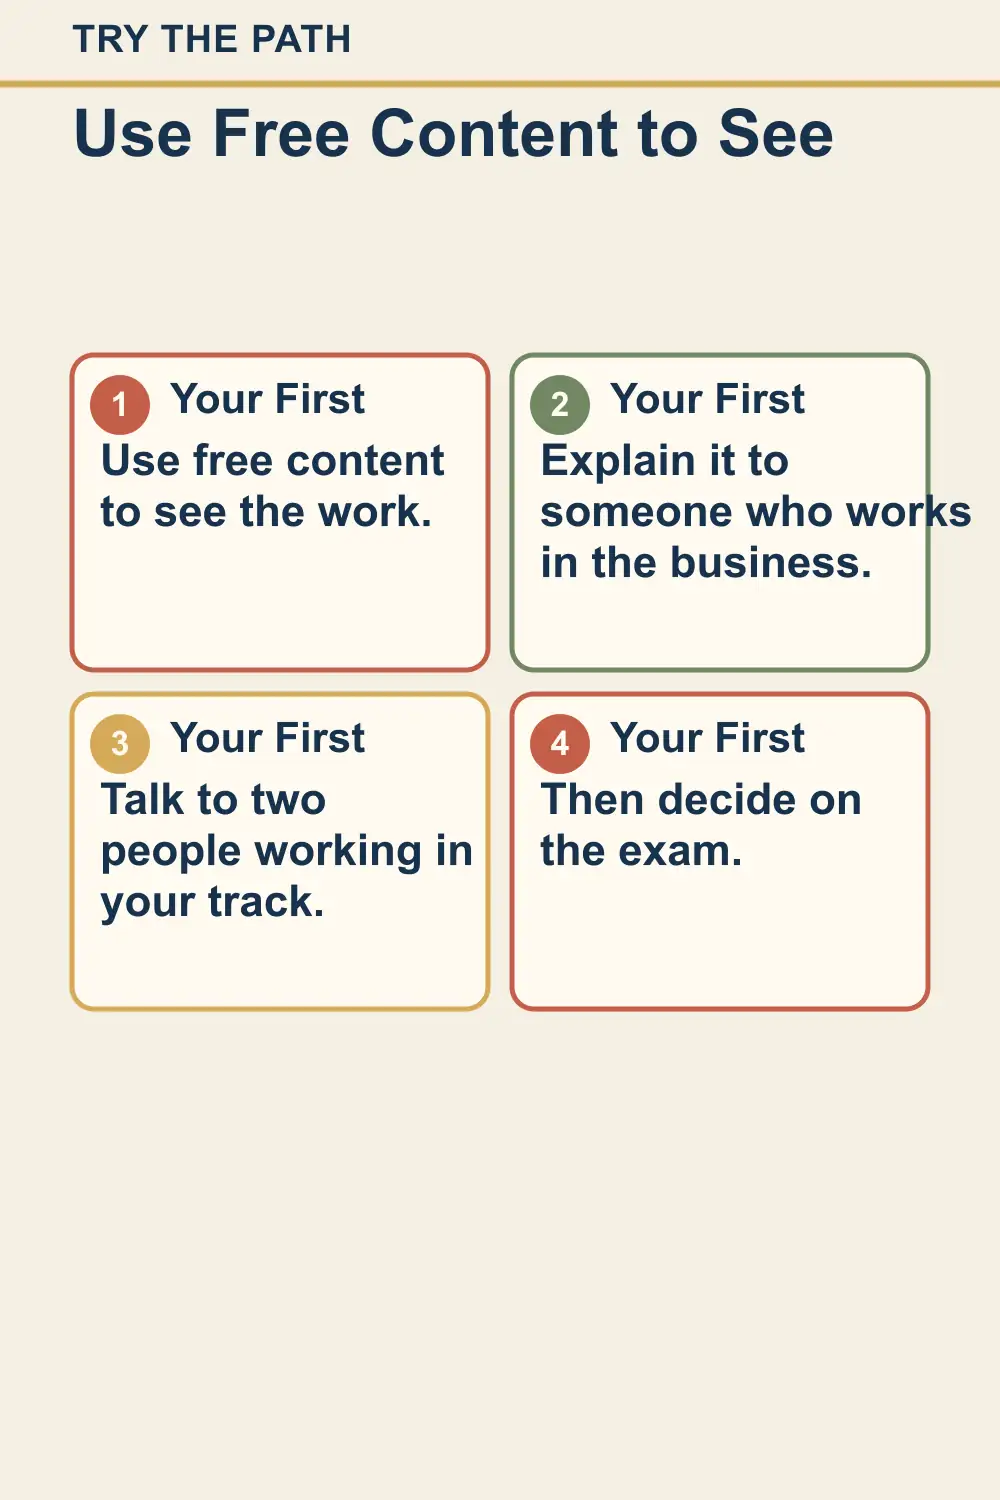 TRY THE PATH
Use Free Content to See
1 Your First
Use free content
to see the work.
2 Your First
Explain it to
someone who works
in the business.
3 Your First
Talk to two
people working in
your track.
4 Your First
Then decide on
the exam.